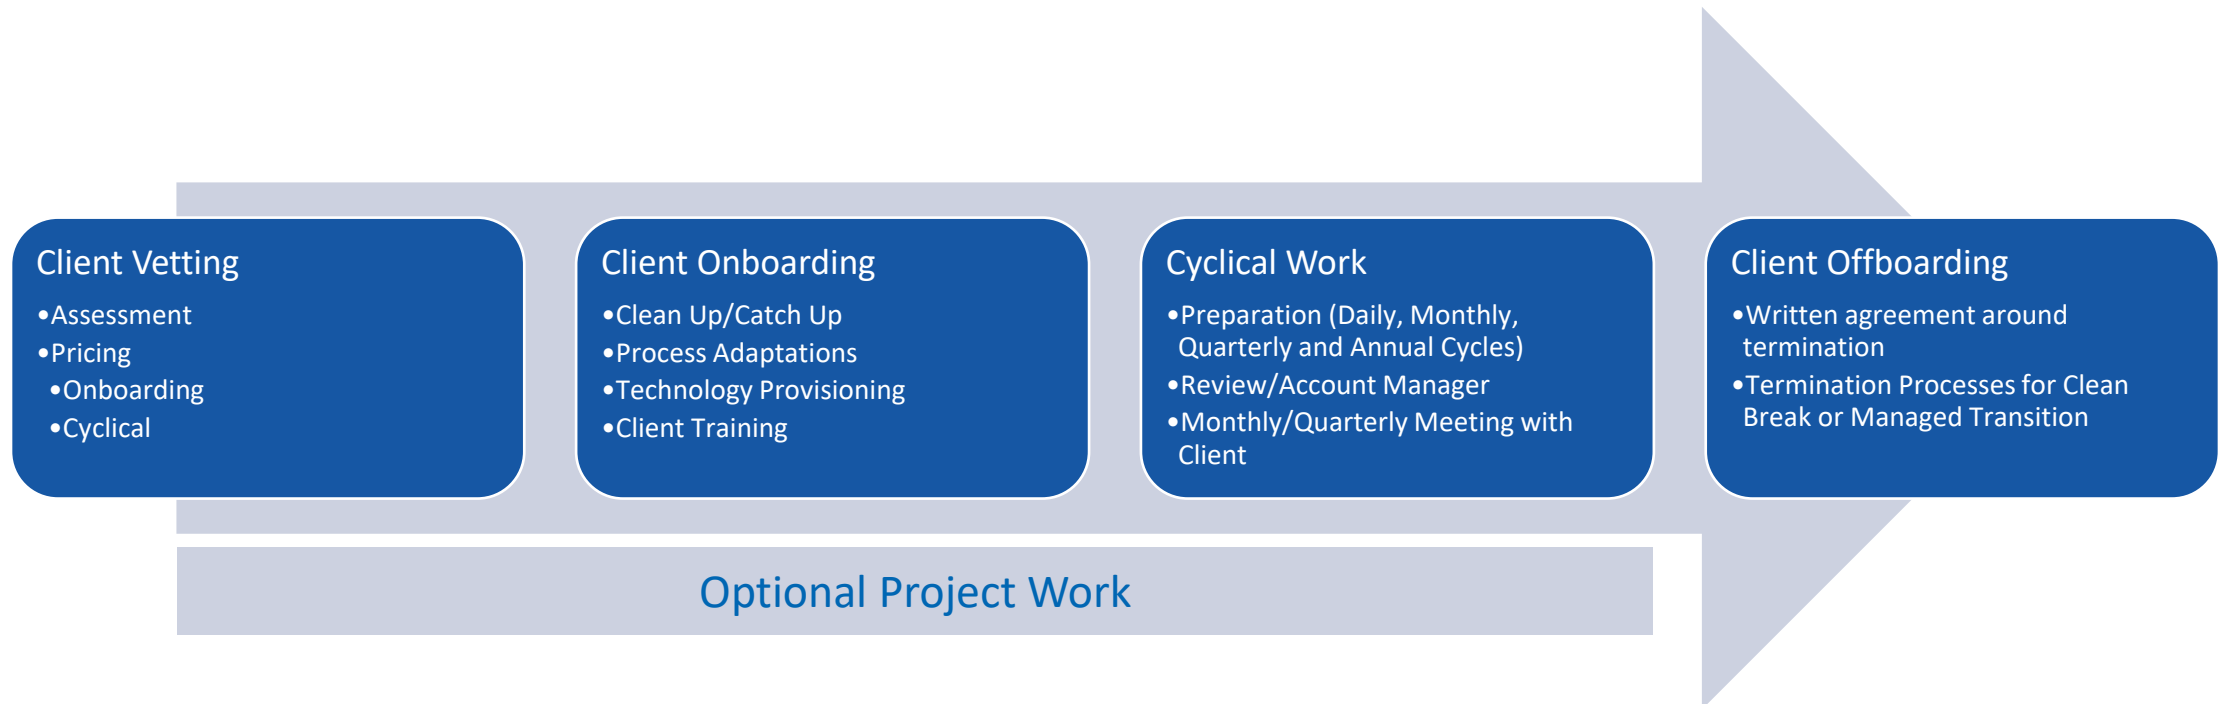 Client Vetting
•Assessment
•Pricing
•Onboarding
•Cyclical
Client Onboarding
•Clean Up/Catch Up
•Process Adaptations
•Technology Provisioning
•Client Training
Cyclical Work
•Preparation (Daily, Monthly,
Quarterly and Annual Cycles)
•Review/Account Manager
•Monthly/Quarterly Meeting with
Client
Client Offboarding
•Written agreement around
termination
•Termination Processes for Clean
Break or Managed Transition
Optional Project Work